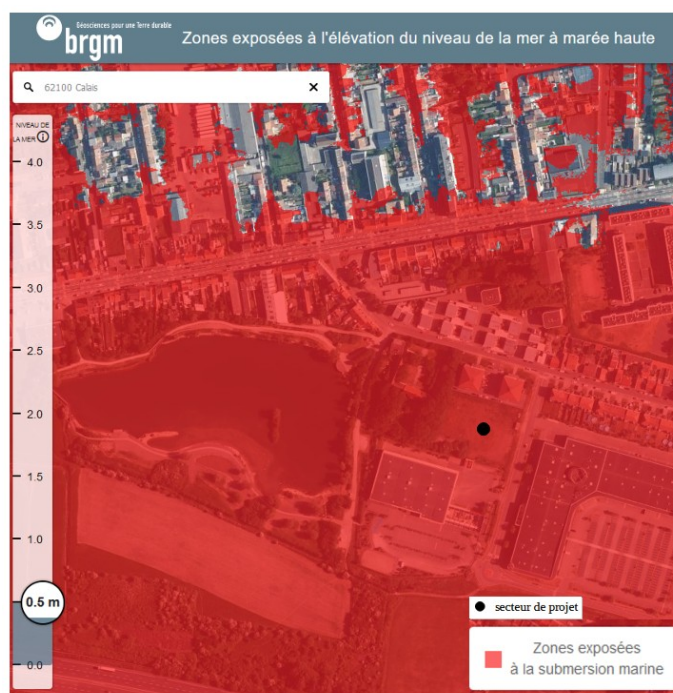 Géosciences pour une Terre durable
brgm
Zones exposées à l'élévation du niveau de la mer à marée haute
62100 Calais
NIVEAU DE
LA MER
4.0
3.5
3.0
2.5
2.0
1.5
1.0
0.5 m
0.0
secteur de projet
Zones exposées
à la submersion marine